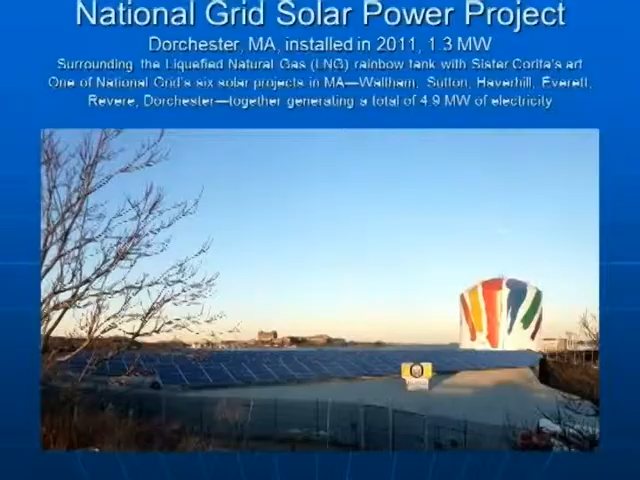 National Grid Solar Power Project
Dorchester, MA, installed in 2011, 1.3 MW
Surrounding the Liquefied Natural Gas (LNG) rainbow tank with Sister Corita's art
One of National Grid's six solar projects in MA—Waltham, Sutton, Haverhill, Everett,
Revere, Dorchester—together generating a total of 4.9 MW of electricity